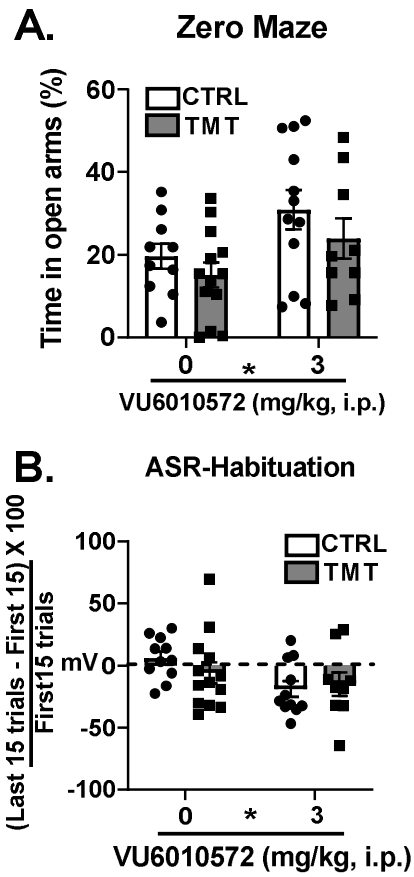 A.
Zero Maze
Time in open arms (%)
60
40
20
0
CTRL
TMT
0 * 3
VU6010572 (mg/kg, i.p.)
B.
ASR-Habituation
(Last 15 trials - First 15) X 100
First15 trials
mV
100
50
0
-50
-100
CTRL
TMT
0 * 3
VU6010572 (mg/kg, i.p.)